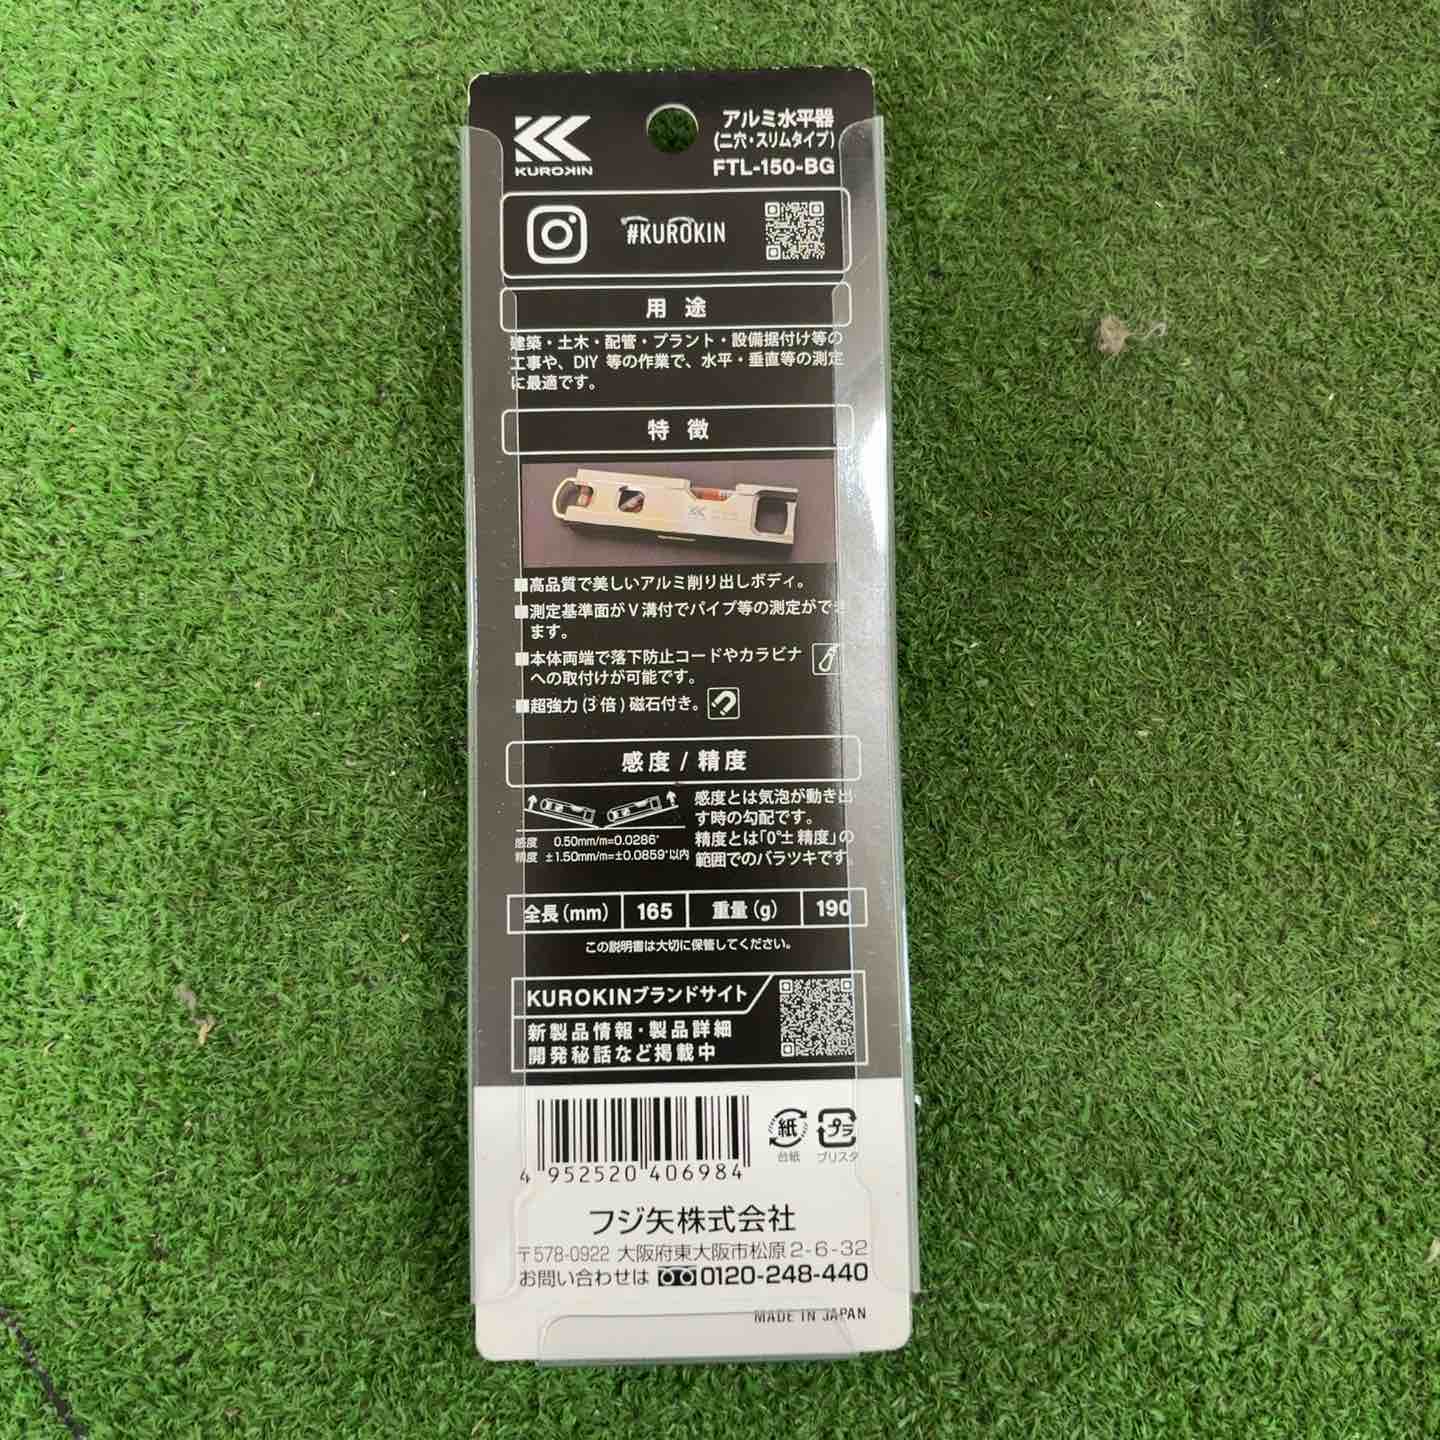 KUROKIN
アルミ水平器
(二穴・スリムタイプ)
FTL-150-BG
#KUROKIN
用途
建築・土木・配管・プラント・設備据付け等の
工事や、DIY 等の作業で、水平・垂直等の測定
に最適です。
特徴
■高品質で美しいアルミ削り出しボディ。
■測定基準面がV溝付でパイプ等の測定ができ
ます。
■本体両端で落下防止コードやカラビナ
への取付けが可能です。
■超強力(3倍)磁石付き。
感度/精度
感度 0.50mm/m=0.0286°
精度 ±1.50mm/m=±0.0859°以内
感度とは気泡が動き出
す時の勾配です。
精度とは「0°±精度」の
範囲でのバラツキです。
全長(mm) 165 重量(g) 190
この説明書は大切に保管してください。
KUROKINブランドサイト
新製品情報・製品詳細
開発秘話など掲載中
4 952520 406984
紙
台紙
プラ
ブリスタ
フジ矢株式会社
〒578-0922 大阪府東大阪市松原2-6-32
お問い合わせは 0120-248-440
MADE IN JAPAN